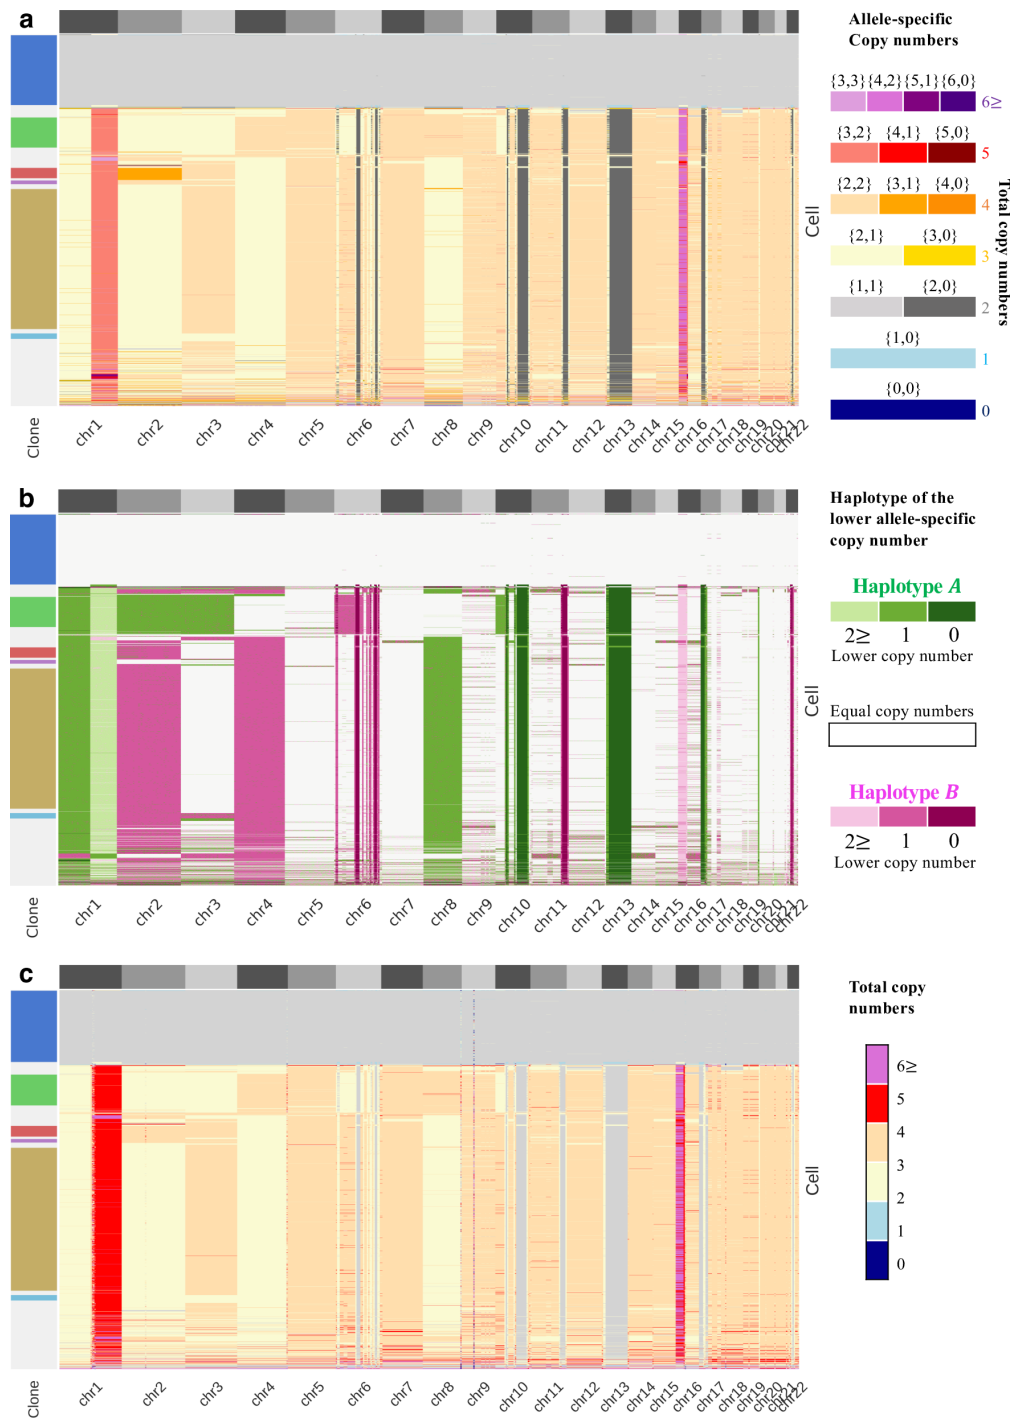 a
Allele-specific
Copy numbers
{3,3} {4,2} {5,1} {6,0}
6≥
{3,2} {4,1} {5,0}
5
{2,2} {3,1} {4,0}
4
{2,1} {3,0}
3
{1,1} {2,0}
2
{1,0}
1
{0,0}
0
Total copy numbers
Cell
Clone
chr1 chr2 chr3 chr4 chr5 chr6 chr7 chr8 chr9 chr10 chr11 chr12 chr13 chr14 chr15 chr16 chr17 chr18 chr19 chr20 chr21 chr22
b
Haplotype of the
lower allele-specific
copy number
Haplotype A
2≥ 1 0
Lower copy number
Equal copy numbers
Haplotype B
2≥ 1 0
Lower copy number
Cell
Clone
chr1 chr2 chr3 chr4 chr5 chr6 chr7 chr8 chr9 chr10 chr11 chr12 chr13 chr14 chr15 chr16 chr17 chr18 chr19 chr20 chr21 chr22
c
Total copy
numbers
6≥
5
4
3
2
1
0
Cell
Clone
chr1 chr2 chr3 chr4 chr5 chr6 chr7 chr8 chr9 chr10 chr11 chr12 chr13 chr14 chr15 chr16 chr17 chr18 chr19 chr20 chr21 chr22